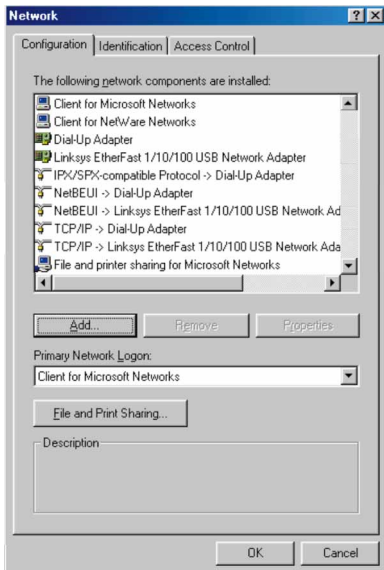 Network
Configuration Identification Access Control
The following network components are installed:
Client for Microsoft Networks
Client for NetWare Networks
Dial-Up Adapter
Linksys EtherFast 1/10/100 USB Network Adapter
IPX/SPX-compatible Protocol -> Dial-Up Adapter
NetBEUI -> Dial-Up Adapter
NetBEUI -> Linksys EtherFast 1/10/100 USB Network Ad
TCP/IP -> Dial-Up Adapter
TCP/IP -> Linksys EtherFast 1/10/100 USB Network Ada
File and printer sharing for Microsoft Networks
Add... Remove Properties
Primary Network Logon:
Client for Microsoft Networks
File and Print Sharing...
Description
OK Cancel